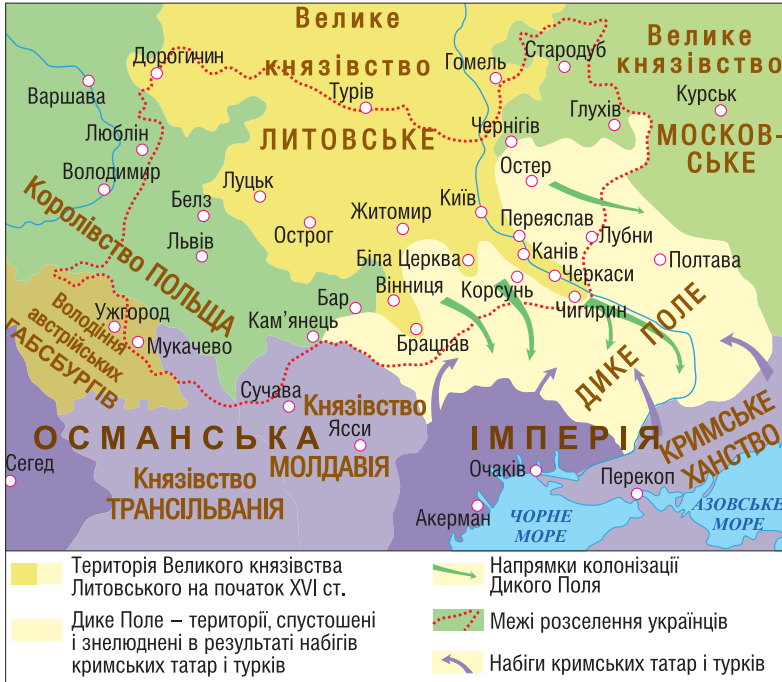 Велике
князівство
ЛИТОВСЬКЕ
Велике
князівство
МОСКОВ-
СЬКЕ
Дорогичин
Гомель
Стародуб
Варшава
Турів
Курськ
Глухів
Чернігів
Люблін
Володимир
Остер
Луцьк
Белз
Житомир
Київ
Переяслав
Острог
Львів
Лубни
Канів
Полтава
Біла Церква
Черкаси
Вінниця
Корсунь
Чигирин
Бар
Кам’янець
Брацлав
Королівство ПОЛЬЩА
Володіння
австрійських
ГАБСБУРГІВ
Ужгород
Мукачево
ДИКЕ ПОЛЕ
Сучава
Князівство
МОЛДАВІЯ
Ясси
ОСМАНСЬКА ІМПЕРІЯ
КРИМСЬКЕ
ХАНСТВО
Сегед
Князівство
ТРАНСІЛЬВАНІЯ
Очаків
Перекоп
Акерман
ЧОРНЕ
МОРЕ
АЗОВСЬКЕ
МОРЕ
Територія Великого князівства
Литовського на початок XVI ст.
Дике Поле – території, спустошені
і знелюднені в результаті набігів
кримських татар і турків
Напрямки колонізації
Дикого Поля
Межі розселення українців
Набіги кримських татар і турків